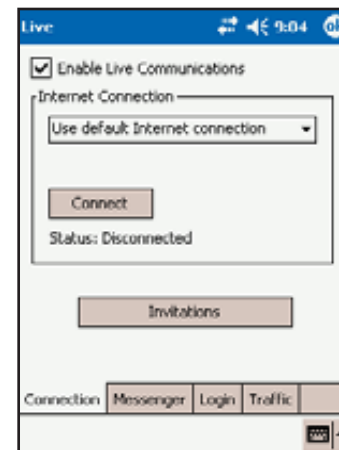 Live 9:04 ok
Enable Live Communications
Internet Connection
Use default Internet connection
Connect
Status: Disconnected
Invitations
Connection Messenger Login Traffic